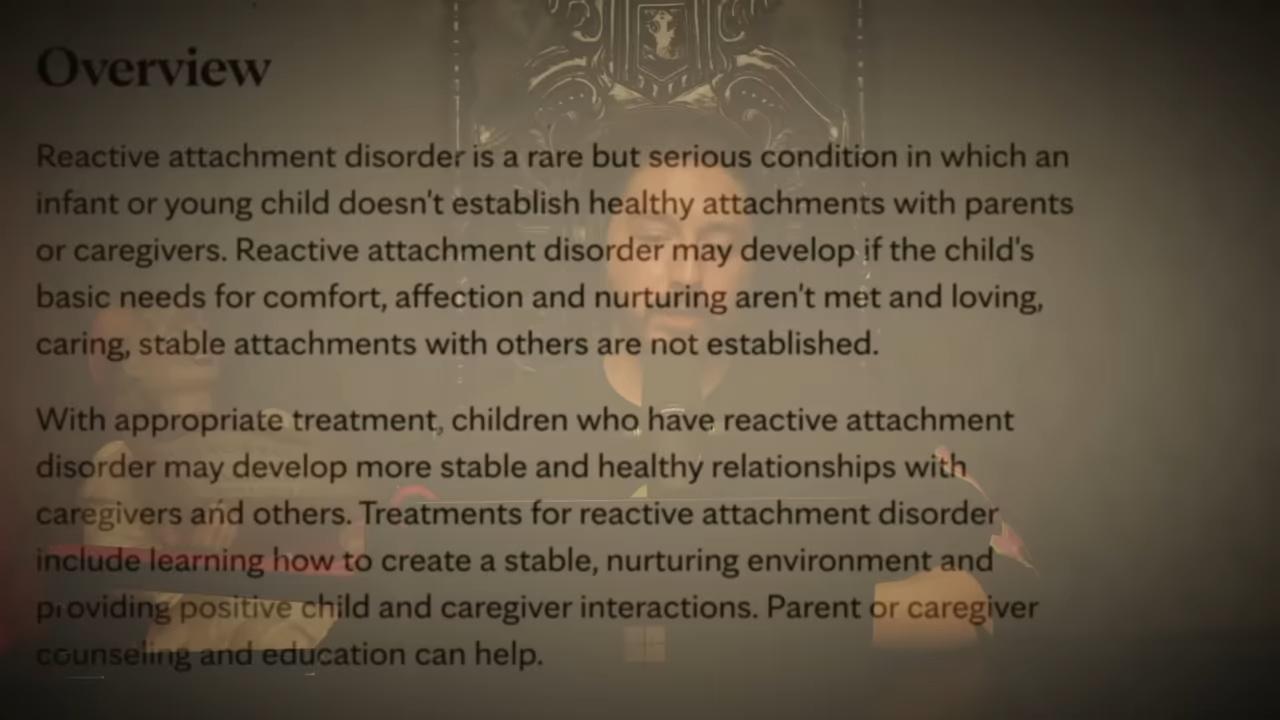 Overview
Reactive attachment disorder is a rare but serious condition in which an
infant or young child doesn't establish healthy attachments with parents
or caregivers. Reactive attachment disorder may develop if the child's
basic needs for comfort, affection and nurturing aren't met and loving,
caring, stable attachments with others are not established.
With appropriate treatment, children who have reactive attachment
disorder may develop more stable and healthy relationships with
caregivers and others. Treatments for reactive attachment disorder
include learning how to create a stable, nurturing environment and
providing positive child and caregiver interactions. Parent or caregiver
counseling and education can help.